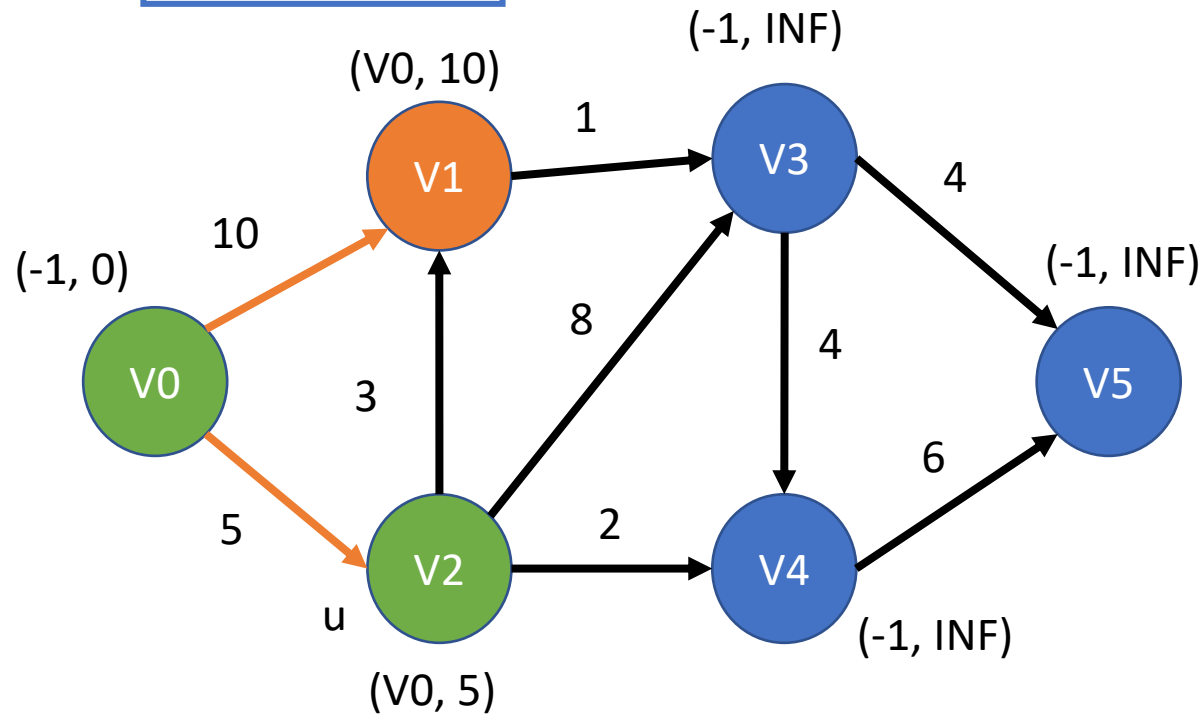 (-1, INF)
(V0, 10)
1
V3
4
V1
10
(-1, 0)
(-1, INF)
8
4
V0
3
V5
6
5
2
V2
V4
u
(-1, INF)
(V0, 5)